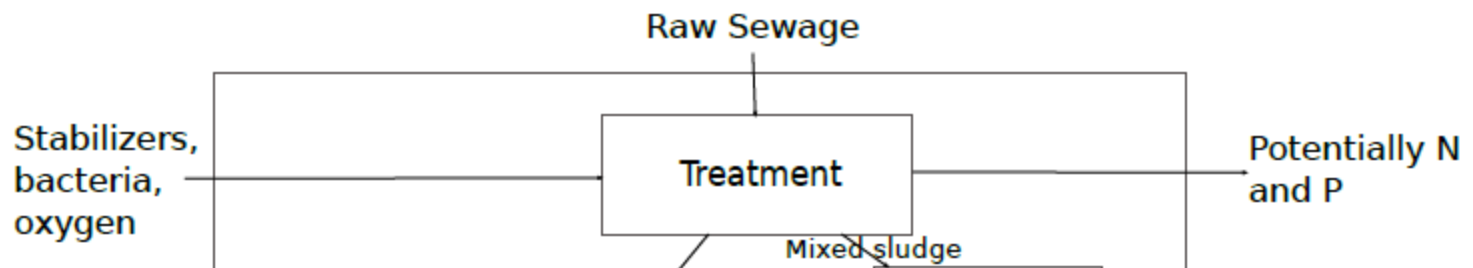 Raw Sewage
Stabilizers,
bacteria,
oxygen
Treatment
Potentially N
and P
Mixed sludge